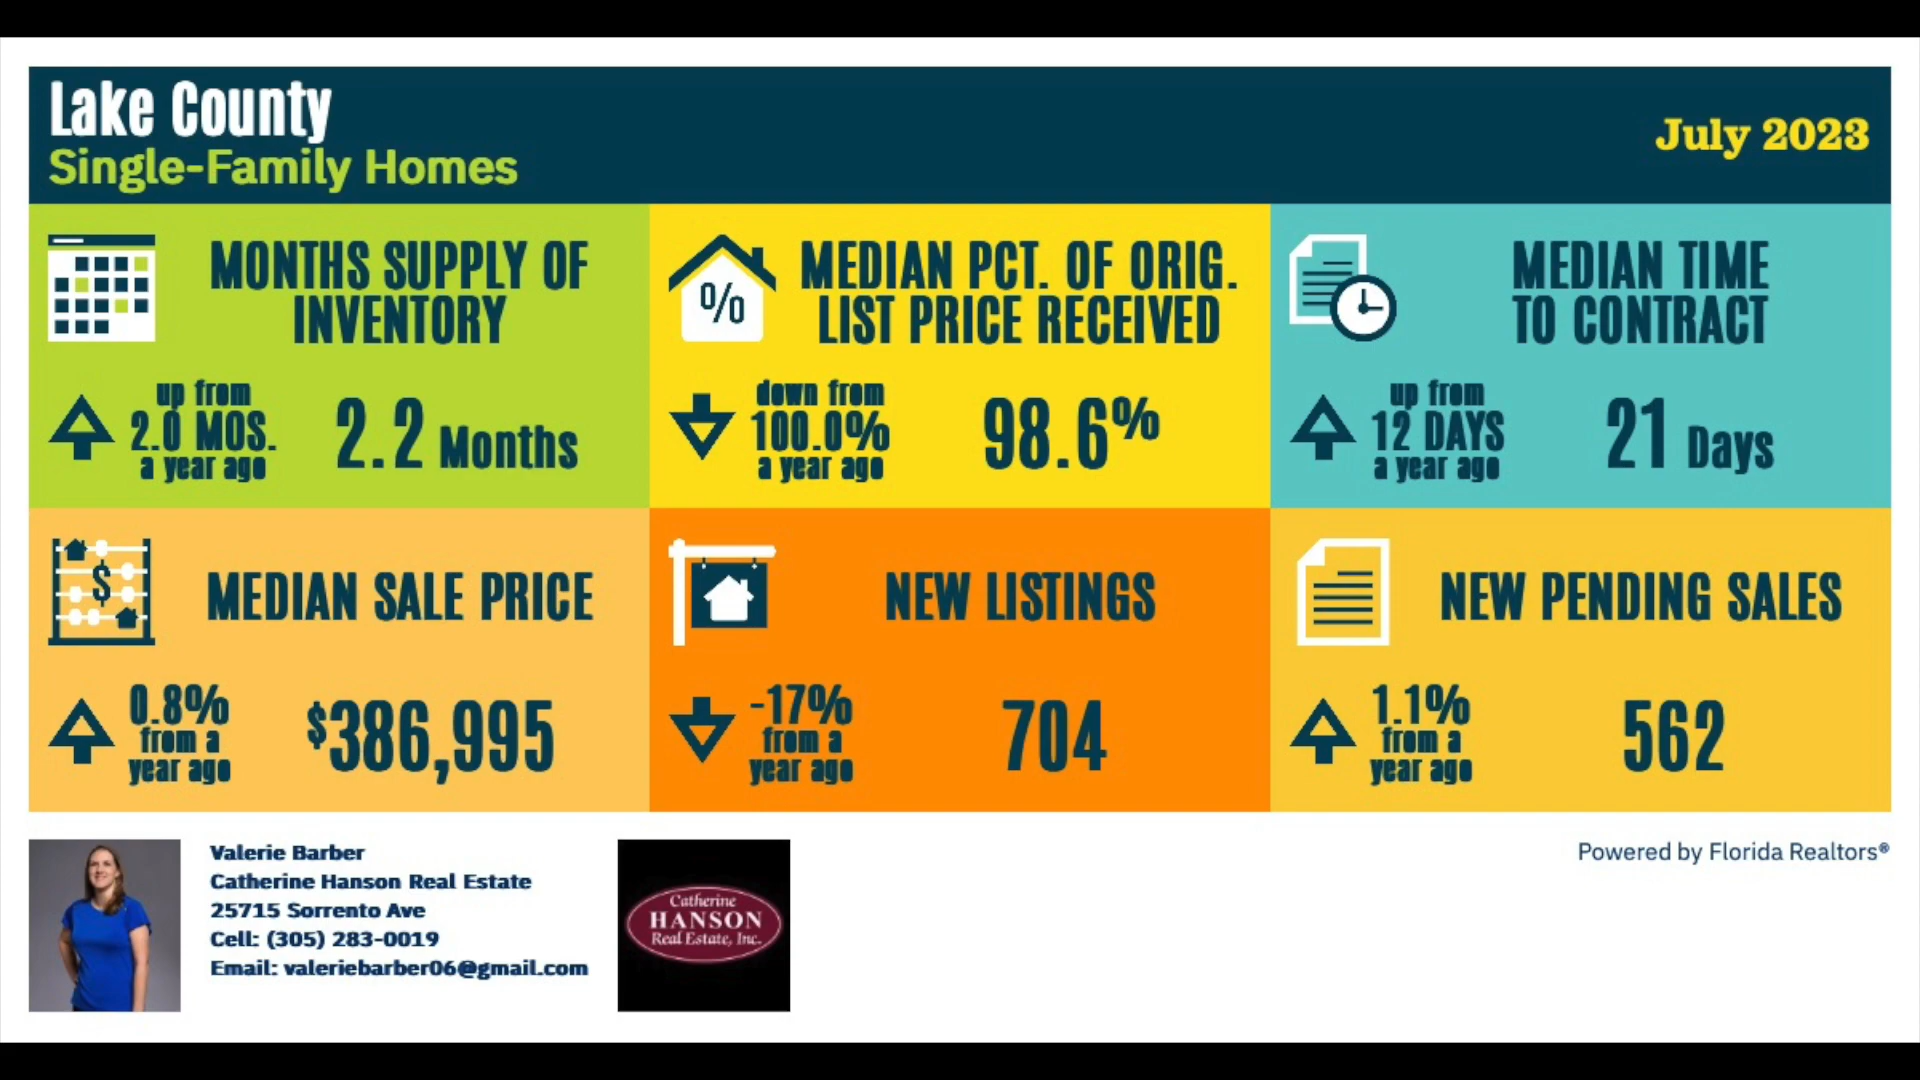 Lake County
Single-Family Homes
July 2023
MONTHS SUPPLY OF
INVENTORY
up from
2.0 MOS.
a year ago
2.2 Months
%
MEDIAN PCT. OF ORIG.
LIST PRICE RECEIVED
down from
100.0%
a year ago
98.6%
MEDIAN TIME
TO CONTRACT
up from
12 DAYS
a year ago
21 Days
$
MEDIAN SALE PRICE
0.8%
from a
year ago
$386,995
NEW LISTINGS
-17%
from a
year ago
704
NEW PENDING SALES
1.1%
from a
year ago
562
Valerie Barber
Catherine Hanson Real Estate
25715 Sorrento Ave
Cell: (305) 283-0019
Email: valeriebarber06@gmail.com
Catherine
HANSON
Real Estate, Inc.
Powered by Florida Realtors®